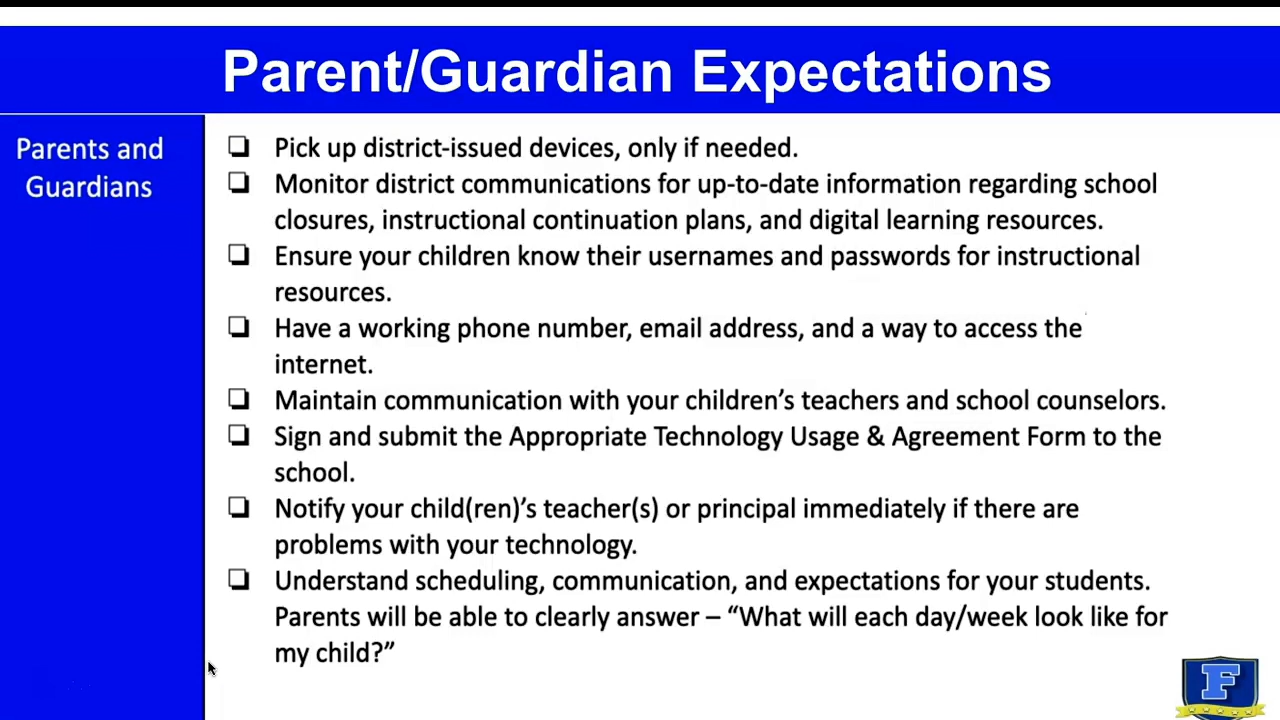 Parent/Guardian Expectations
Parents and
Guardians
❏ Pick up district-issued devices, only if needed.
❏ Monitor district communications for up-to-date information regarding school
closures, instructional continuation plans, and digital learning resources.
❏ Ensure your children know their usernames and passwords for instructional
resources.
❏ Have a working phone number, email address, and a way to access the
internet.
❏ Maintain communication with your children’s teachers and school counselors.
❏ Sign and submit the Appropriate Technology Usage & Agreement Form to the
school.
❏ Notify your child(ren)’s teacher(s) or principal immediately if there are
problems with your technology.
❏ Understand scheduling, communication, and expectations for your students.
Parents will be able to clearly answer – “What will each day/week look like for
my child?”
F